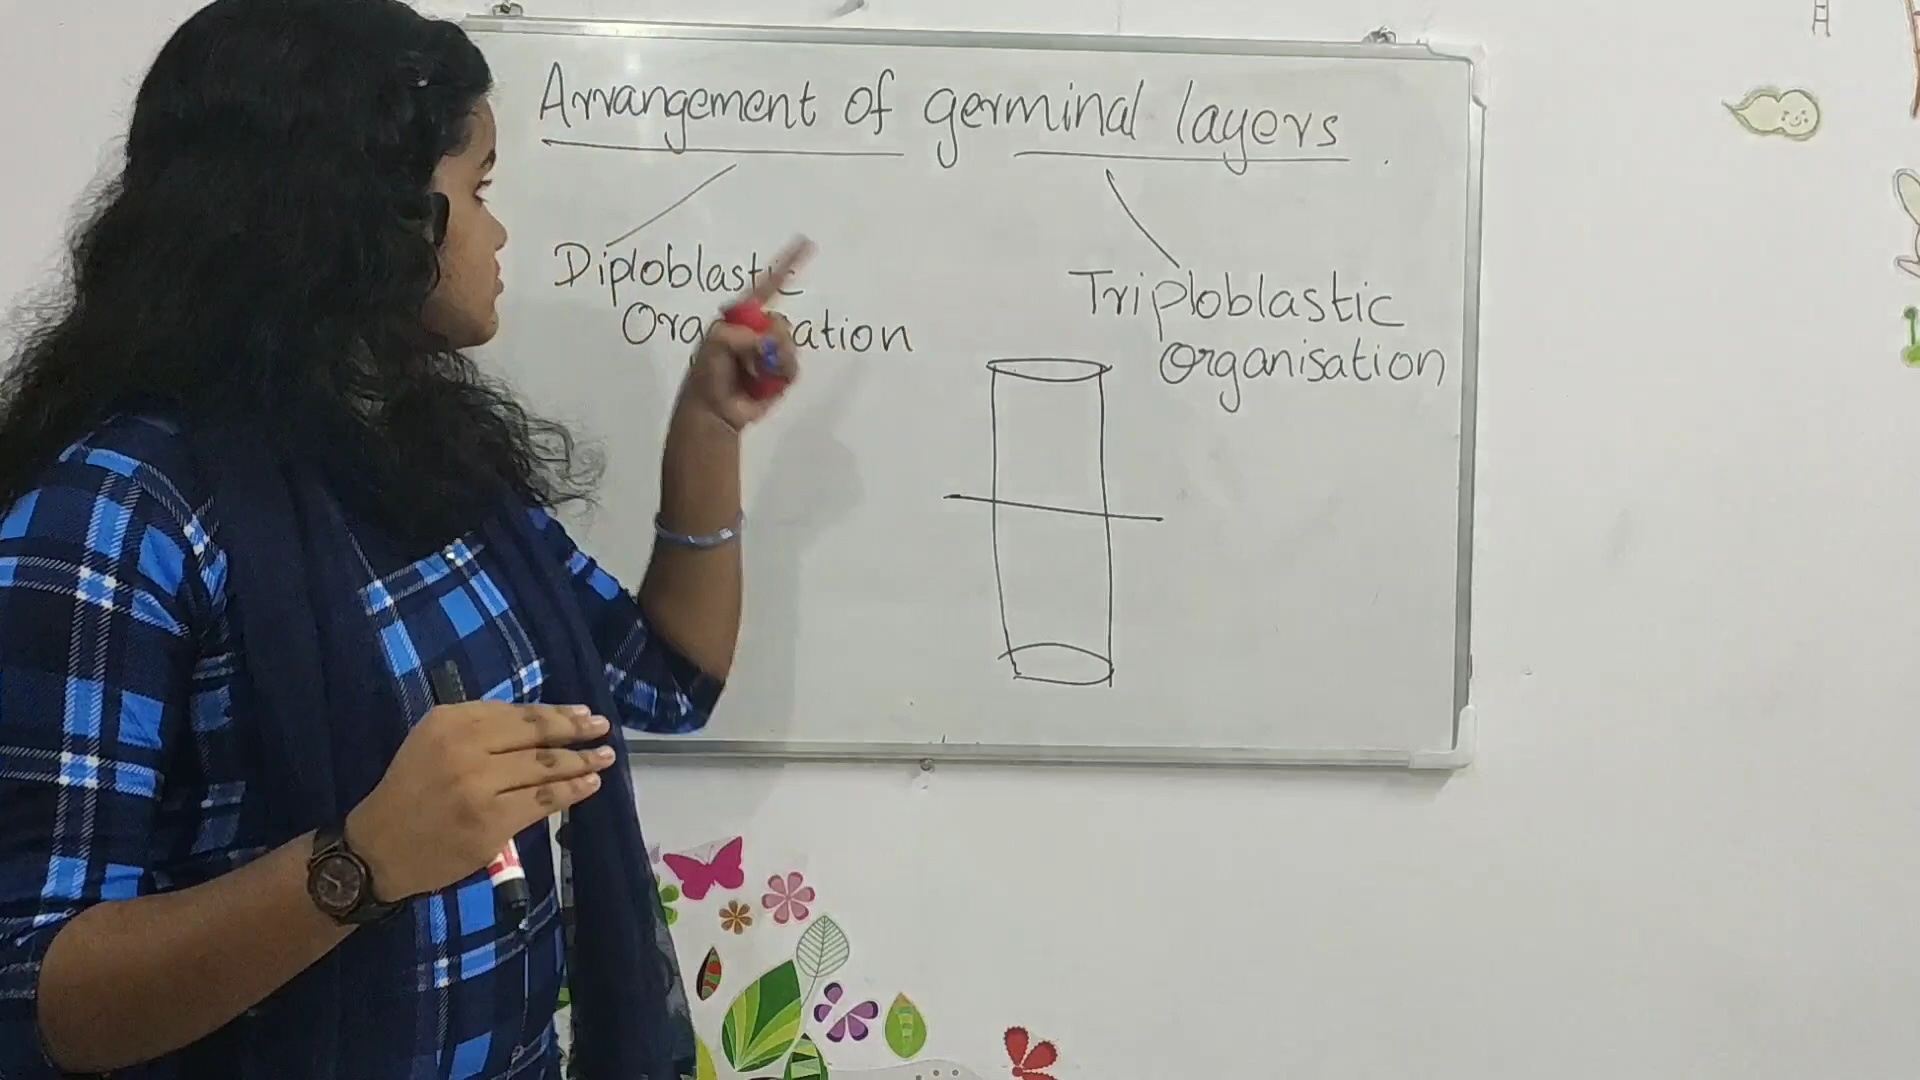 Arrangement of germinal layers
Diploblastic
Organisation
Triploblastic
Organisation